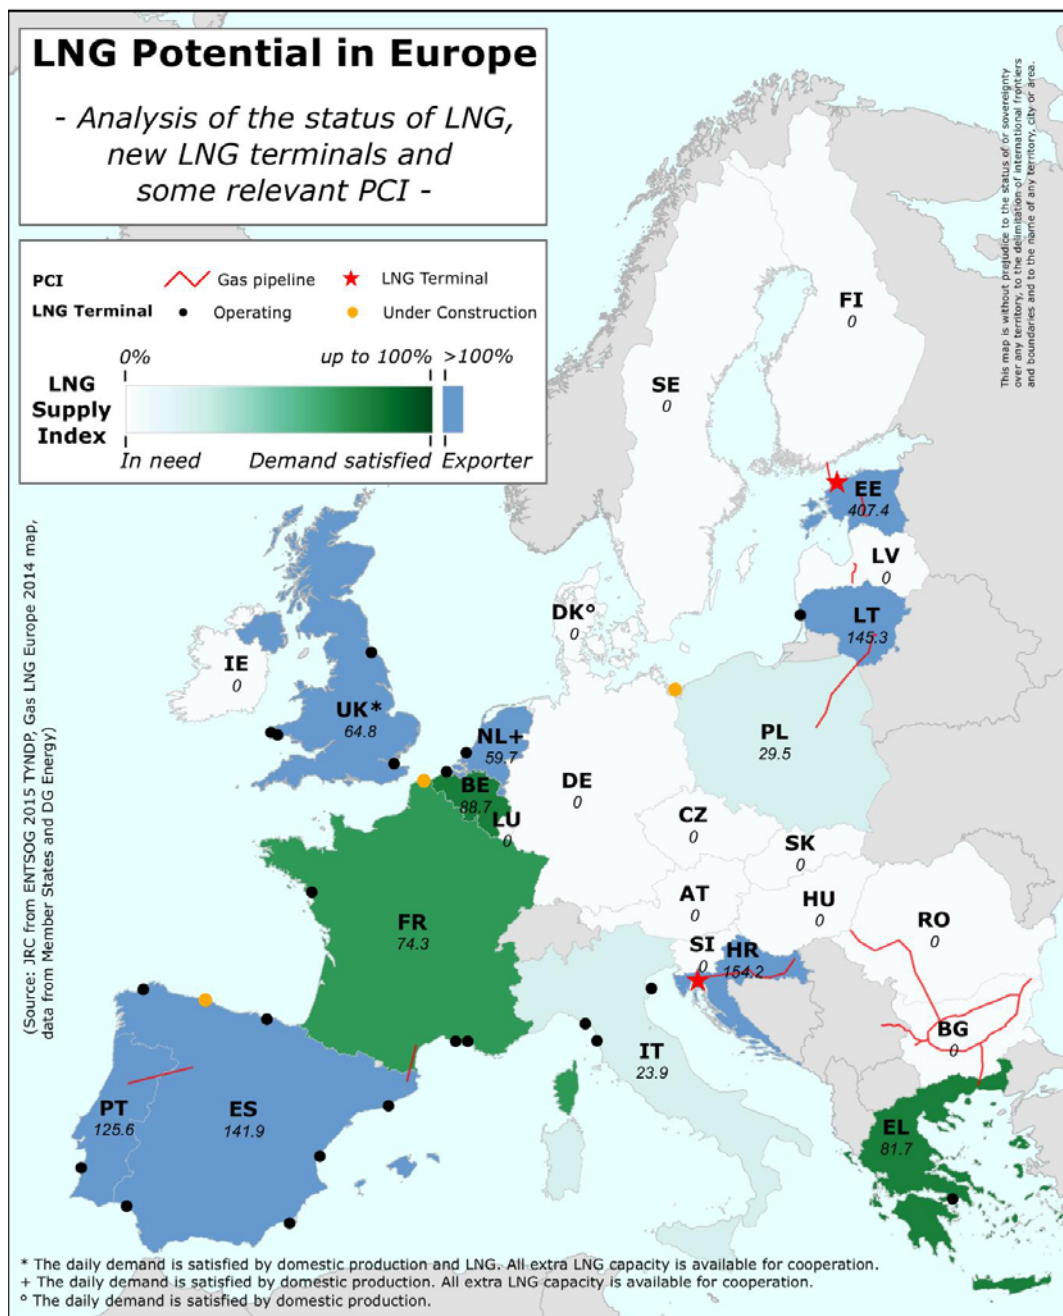 LNG Potential in Europe
- Analysis of the status of LNG,
new LNG terminals and
some relevant PCI -
PCI
Gas pipeline
LNG Terminal
LNG Terminal
Operating
Under Construction
0%
up to 100%
>100%
LNG
Supply
Index
In need
Demand satisfied
Exporter
This map is without prejudice to the status of or sovereignty
over any territory, to the delimitation of international frontiers
and boundaries and to the name of any territory, city or area.
(Source: JRC from ENTSOG 2015 TYNDP, Gas LNG Europe 2014 map,
data from Member States and DG Energy)
FI
0
SE
0
EE
407.4
LV
0
LT
145.3
DK°
0
IE
0
UK*
64.8
NL+
59.7
BE
88.7
LU
0
DE
0
PL
29.5
CZ
0
SK
0
AT
0
HU
0
RO
0
SI
0
HR
154.2
FR
74.3
BG
0
IT
23.9
PT
125.6
ES
141.9
EL
81.7
* The daily demand is satisfied by domestic production and LNG. All extra LNG capacity is available for cooperation.
+ The daily demand is satisfied by domestic production. All extra LNG capacity is available for cooperation.
° The daily demand is satisfied by domestic production.